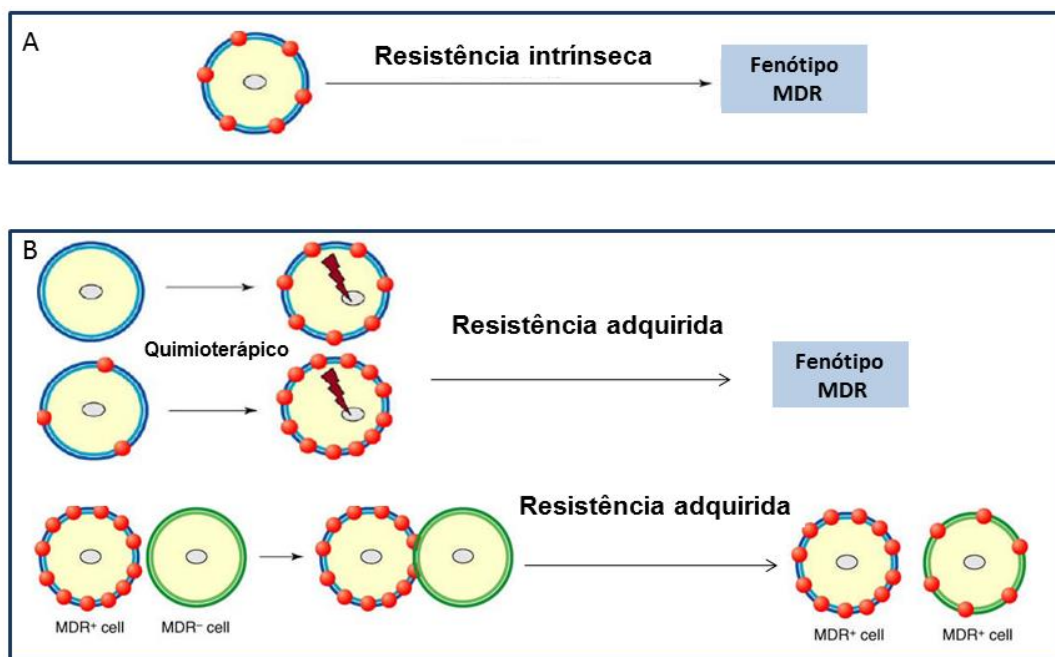 A
Resistência intrínseca
Fenótipo
MDR
B
Quimioterápico
Resistência adquirida
Fenótipo
MDR
Resistência adquirida
MDR⁺ cell
MDR⁻ cell
MDR⁺ cell
MDR⁺ cell